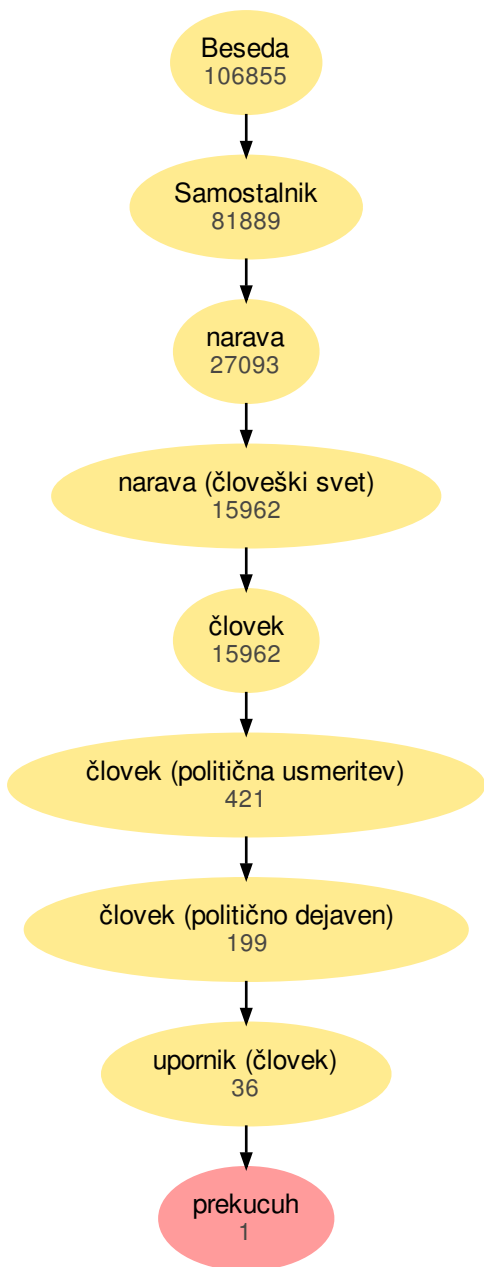 Beseda
106855
Samostalnik
81889
narava
27093
narava (človeški svet)
15962
človek
15962
človek (politična usmeritev)
421
človek (politično dejaven)
199
upornik (človek)
36
prekucuh
1